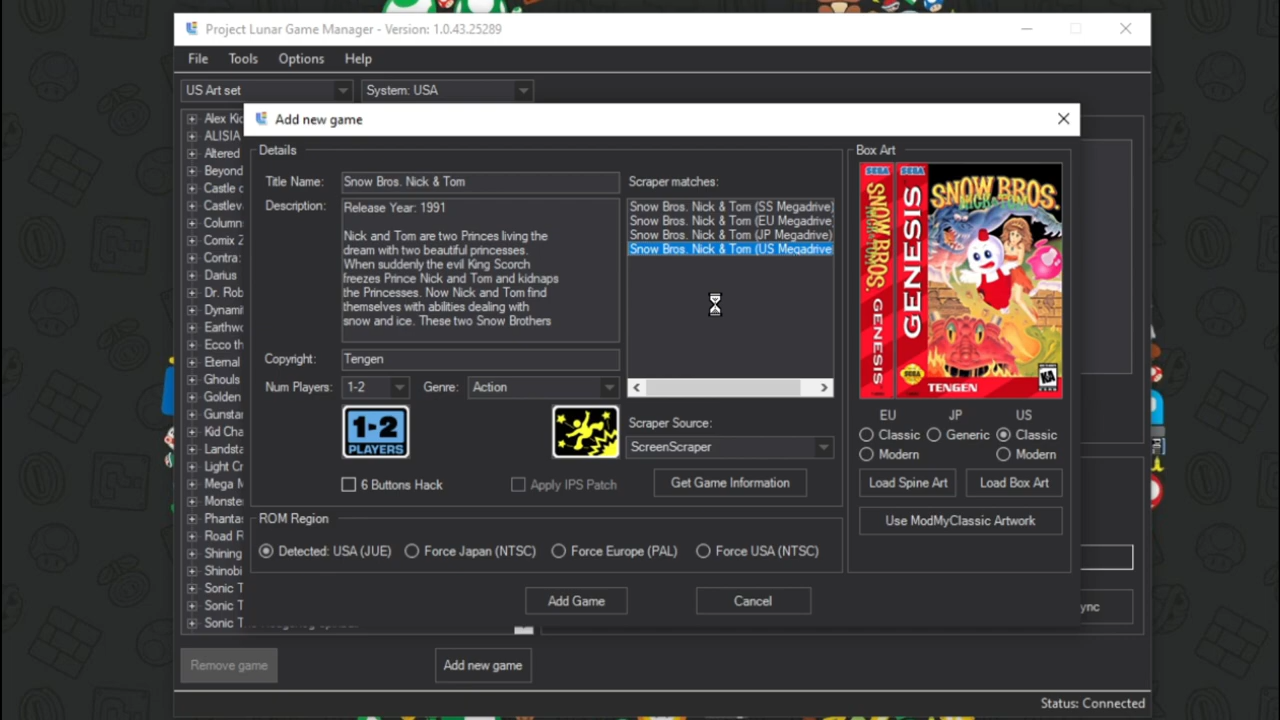 Project Lunar Game Manager - Version: 1.0.43.25289
File Tools Options Help
US Art set
System: USA
Alex Ki
ALISIA
Altered
Beyond
Castle
Castlev
Column
Comix
Contra:
Darius
Dr. Rob
Dynami
Earthwo
Ecco th
Eternal
Ghouls
Golden
Gunstar
Kid Cha
Landsta
Light Cr
Mega M
Monste
Phantas
Road R
Shining
Shinobi
Sonic T
Sonic T
Sonic T
Add new game
Details
Title Name: Snow Bros. Nick & Tom
Description: Release Year: 1991
Nick and Tom are two Princes living the
dream with two beautiful princesses.
When suddenly the evil King Scorch
freezes Prince Nick and Tom and kidnaps
the Princesses. Now Nick and Tom find
themselves with abilities dealing with
snow and ice. These two Snow Brothers
Copyright: Tengen
Num Players: 1-2
Genre: Action
1-2
PLAYERS
6 Buttons Hack
Apply IPS Patch
Scraper matches:
Snow Bros. Nick & Tom (SS Megadrive)
Snow Bros. Nick & Tom (EU Megadrive)
Snow Bros. Nick & Tom (JP Megadrive)
Snow Bros. Nick & Tom (US Megadrive
Scraper Source:
ScreenScraper
Get Game Information
ROM Region
Detected: USA (JUE)
Force Japan (NTSC)
Force Europe (PAL)
Force USA (NTSC)
Add Game
Cancel
Box Art
SEGA
SNOW BROS.
GENESIS
SEGA
GENESIS
SNOW BROS.
NICK & TOM
SEGA
TENGEN
EU JP US
Classic Generic Classic
Modern Modern
Load Spine Art
Load Box Art
Use ModMyClassic Artwork
ync
Remove game
Add new game
Status: Connected